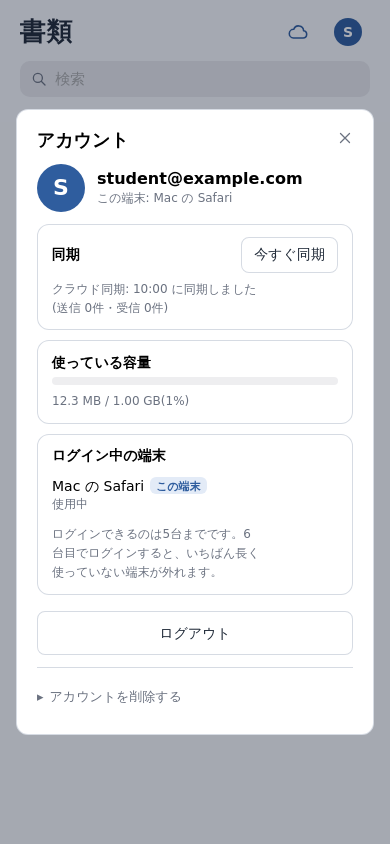 書類
S
検索
アカウント
S
student@example.com
この端末: Mac の Safari
同期
今すぐ同期
クラウド同期: 10:00 に同期しました
(送信 0件・受信 0件)
使っている容量
12.3 MB / 1.00 GB(1%)
ログイン中の端末
Mac の Safari この端末
使用中
ログインできるのは5台までです。6
台目でログインすると、いちばん長く
使っていない端末が外れます。
ログアウト
▸ アカウントを削除する